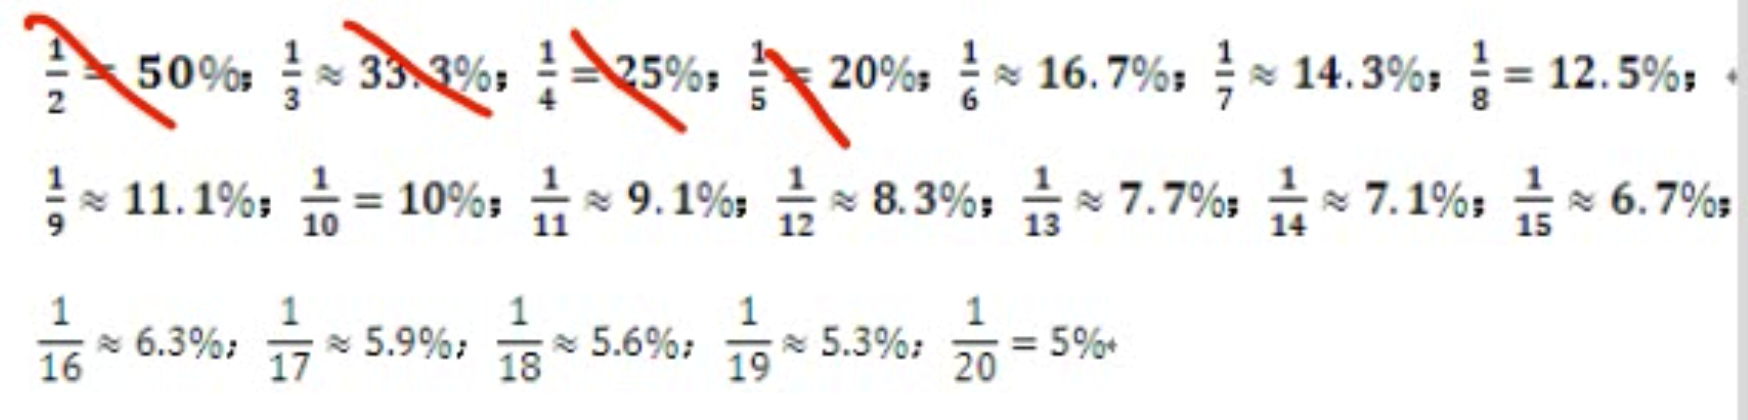 1/2 = 50%; 1/3 ≈ 33.3%; 1/4 = 25%; 1/5 = 20%; 1/6 ≈ 16.7%; 1/7 ≈ 14.3%; 1/8 = 12.5%;
1/9 ≈ 11.1%; 1/10 = 10%; 1/11 ≈ 9.1%; 1/12 ≈ 8.3%; 1/13 ≈ 7.7%; 1/14 ≈ 7.1%; 1/15 ≈ 6.7%;
1/16 ≈ 6.3%; 1/17 ≈ 5.9%; 1/18 ≈ 5.6%; 1/19 ≈ 5.3%; 1/20 = 5%